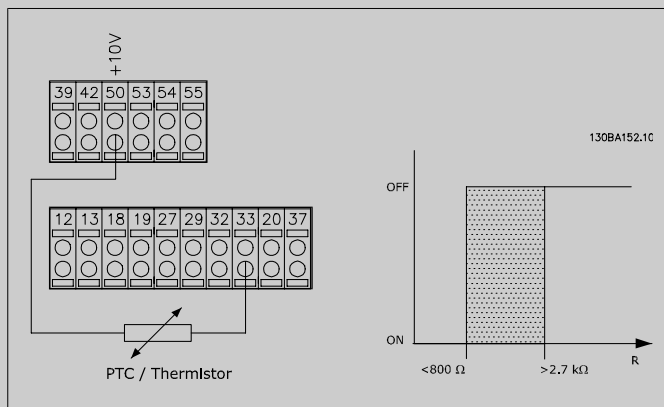 +10V
39 42 50 53 54 55
130BA152.10
12 13 18 19 27 29 32 33 20 37
PTC / Thermistor
OFF
ON
<800 Ω
>2.7 kΩ
R